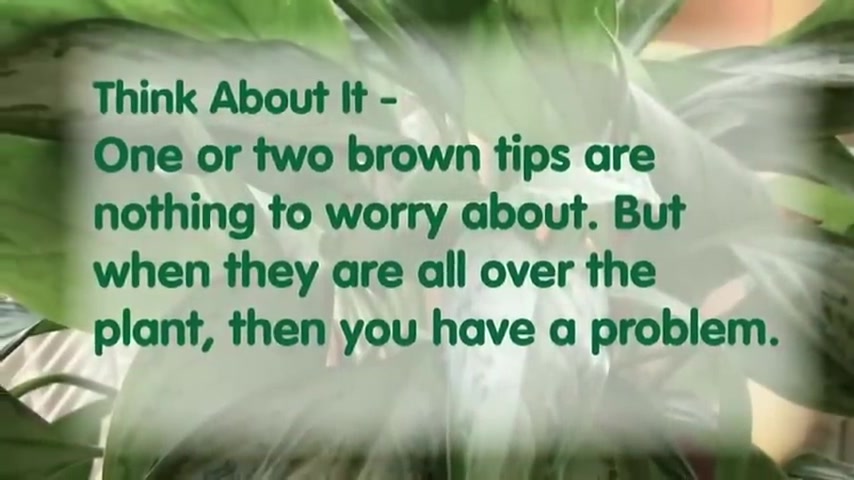 Think About It -
One or two brown tips are
nothing to worry about. But
when they are all over the
plant, then you have a problem.